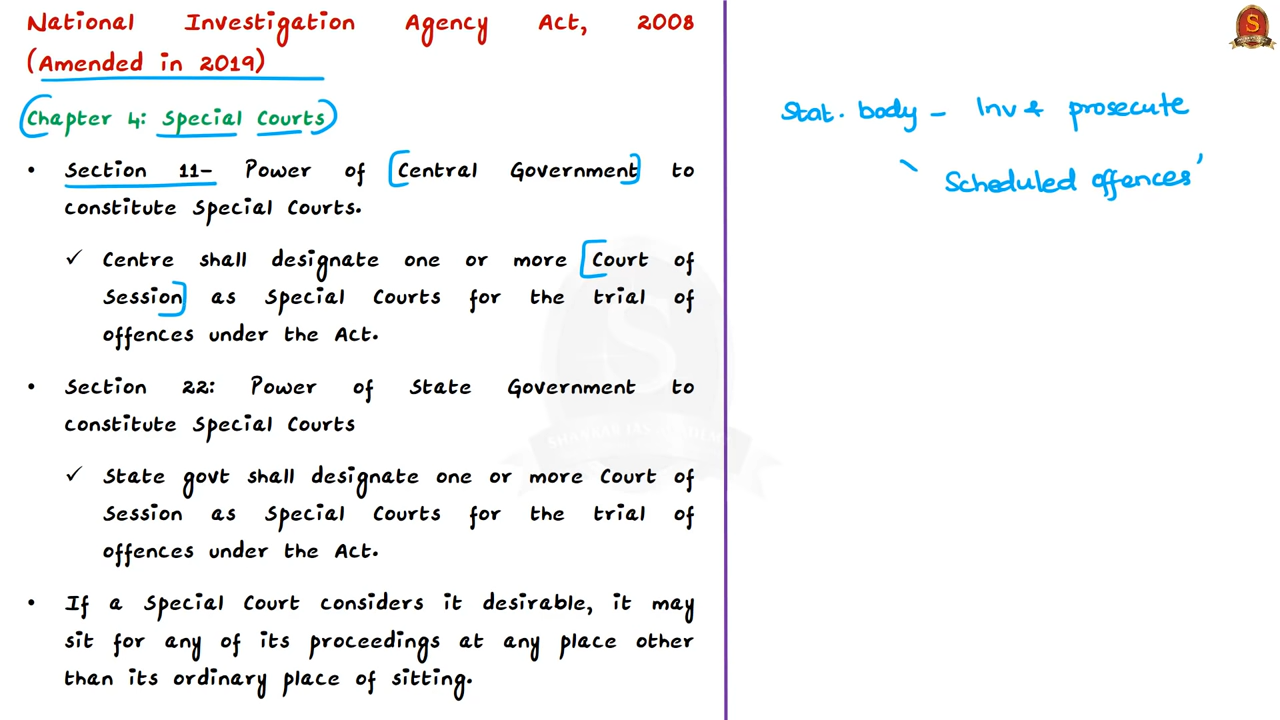 National Investigation Agency Act, 2008
(Amended in 2019)
Chapter 4: Special Courts
• Section 11- Power of Central Government to
constitute Special Courts.
✓ Centre shall designate one or more Court of
Session as Special Courts for the trial of
offences under the Act.
• Section 22: Power of State Government to
constitute Special Courts
✓ State govt shall designate one or more Court of
Session as Special Courts for the trial of
offences under the Act.
• If a Special Court considers it desirable, it may
sit for any of its proceedings at any place other
than its ordinary place of sitting.
Stat. body - Inv & prosecute
'Scheduled offences'
SHANKAR IAS ACADEMY